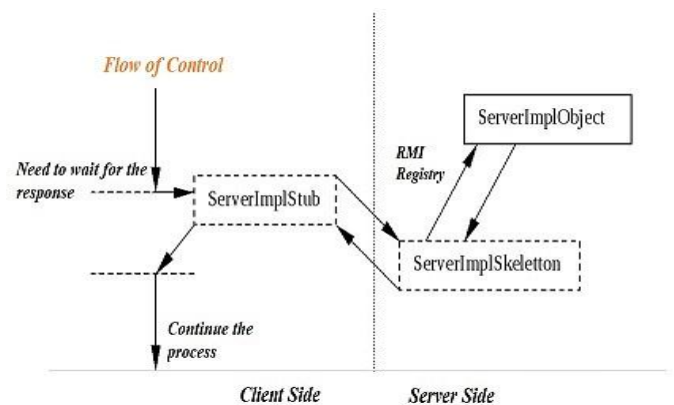 Flow of Control
ServerImplObject
RMI
Registry
Need to wait for the
response
ServerImplStub
ServerImplSkeletton
Continue the
process
Client Side
Server Side